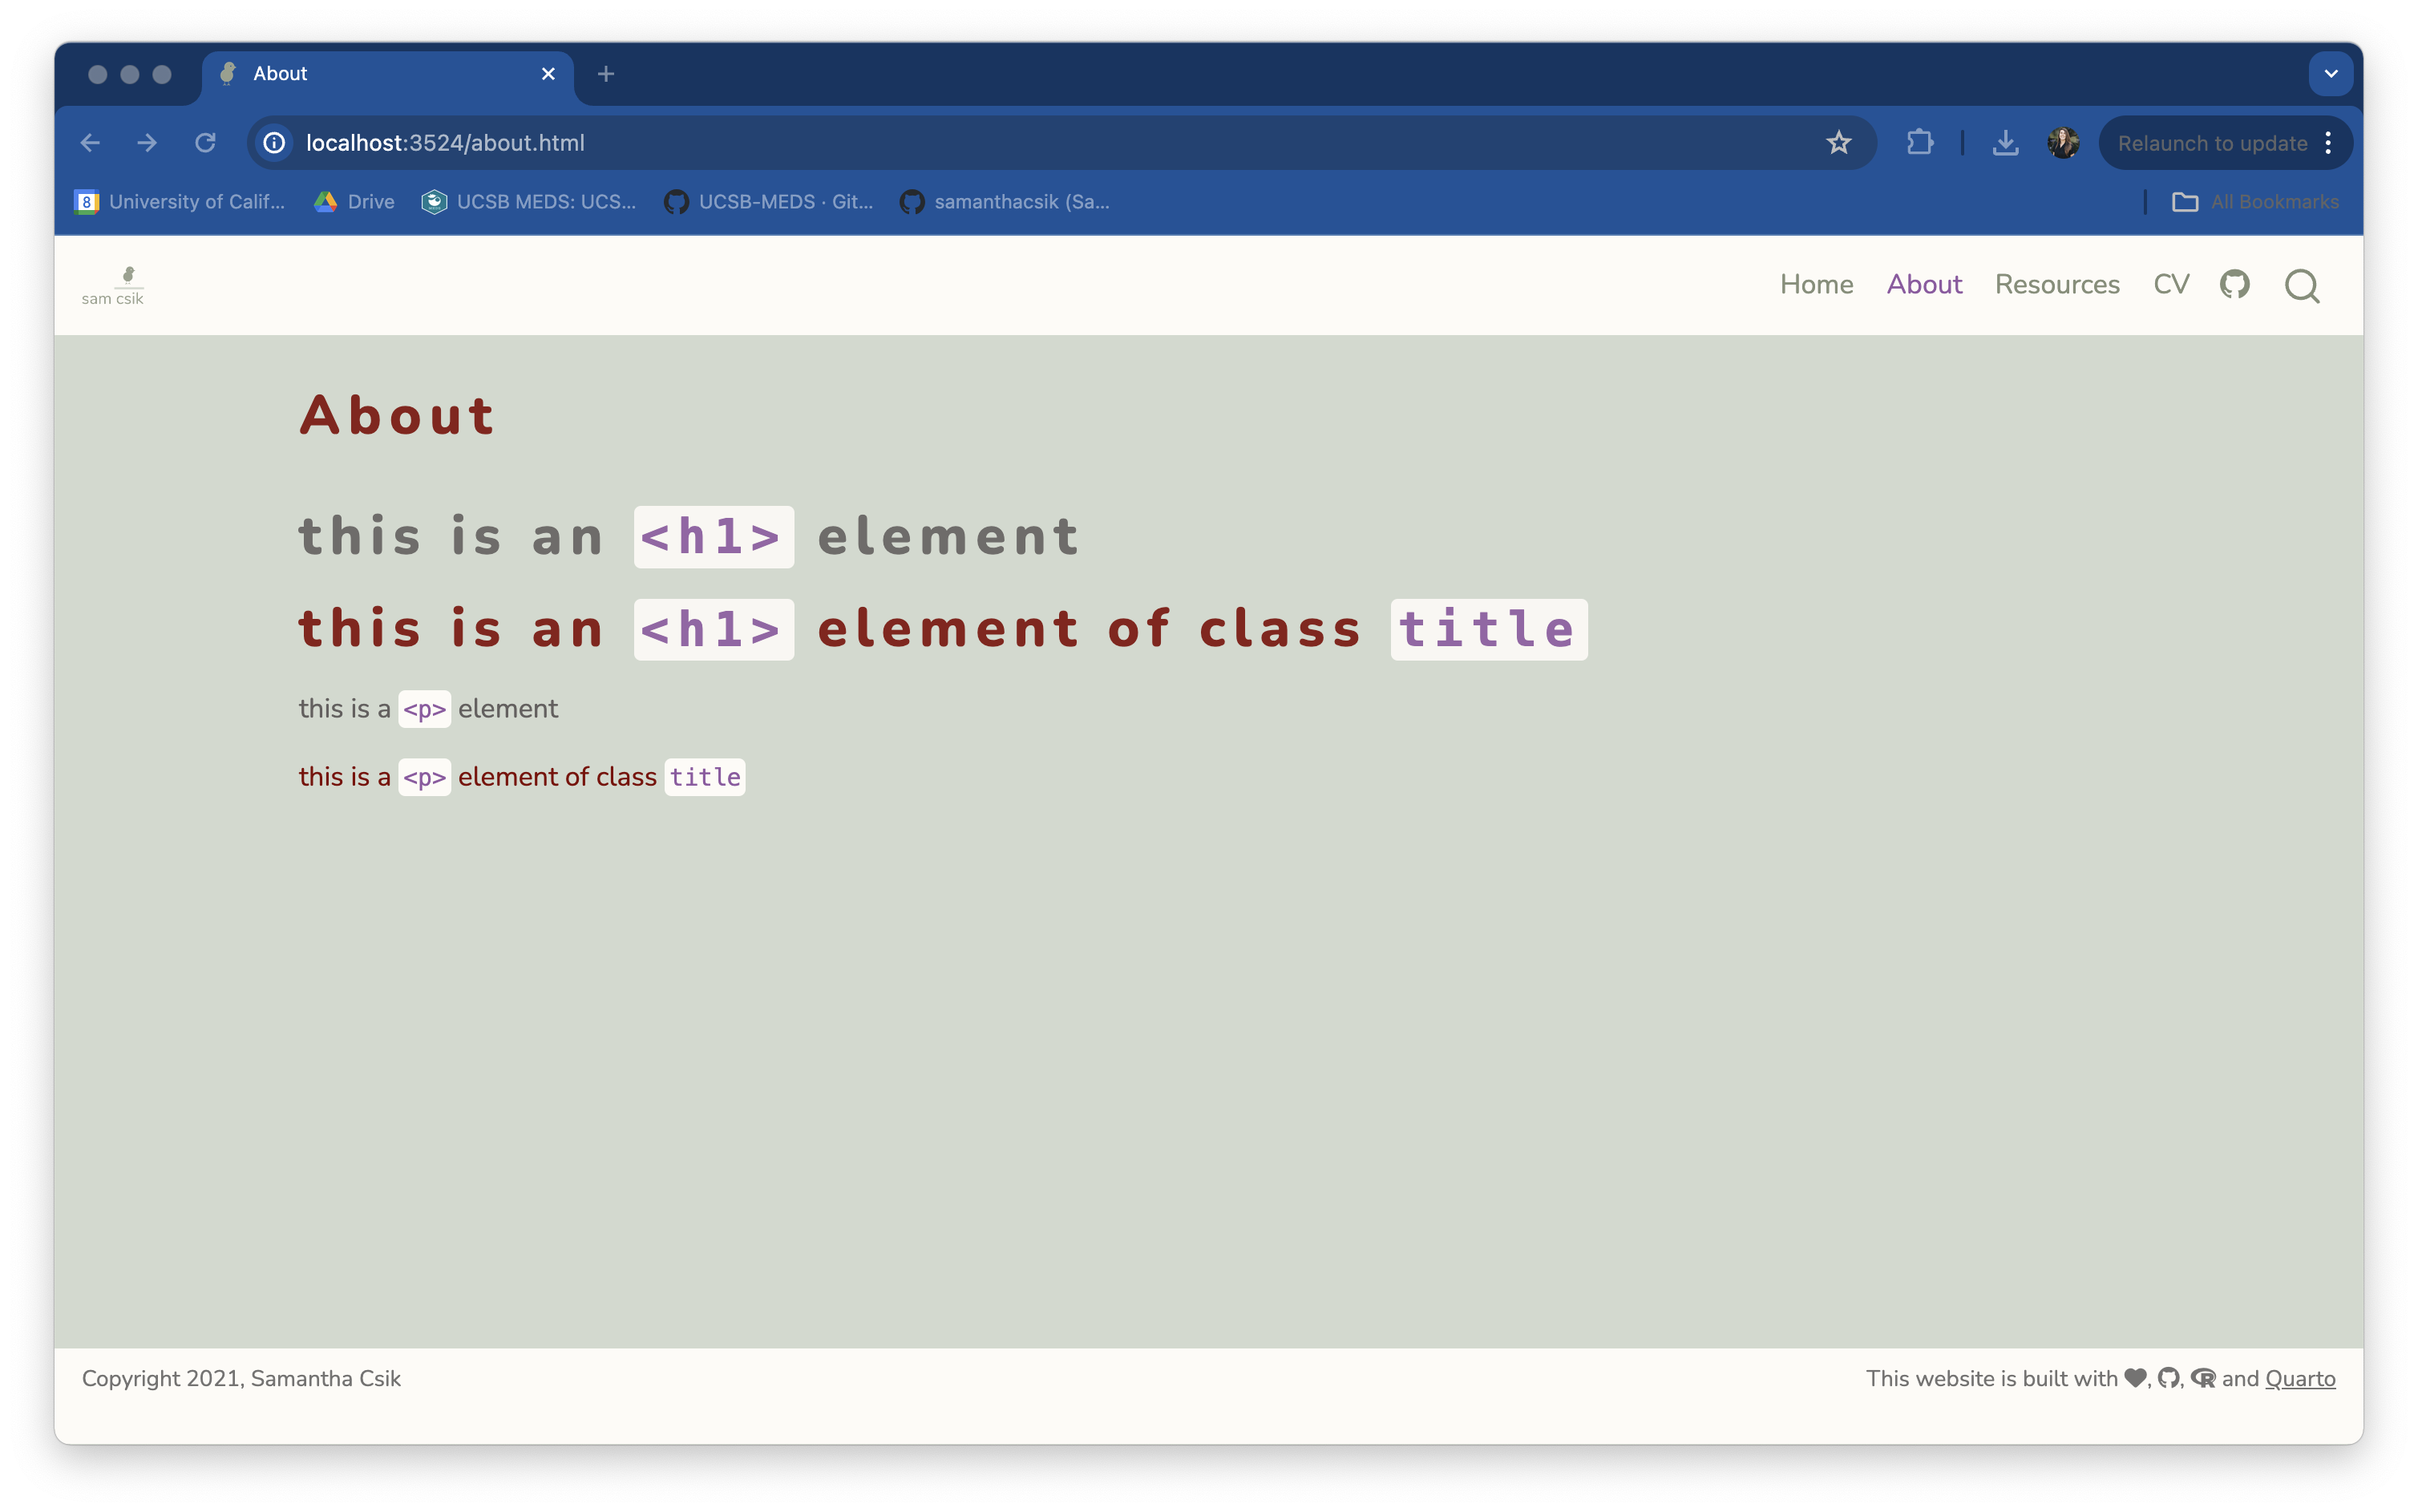 About
localhost:3524/about.html
Relaunch to update
8 University of Calif... Drive UCSB MEDS: UCS... UCSB-MEDS · Git... samanthacsik (Sa... All Bookmarks
sam csik
Home About Resources CV
About
this is an <h1> element
this is an <h1> element of class title
this is a <p> element
this is a <p> element of class title
Copyright 2021, Samantha Csik
This website is built with , , R and Quarto